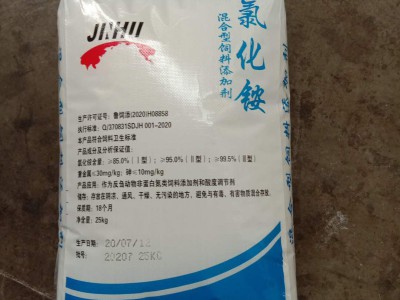 JINHU
氯化铵
混合型饲料添加剂
生产许可证号：鲁饲添(2020)H08858
执行标准：Q/370831SDJH 001-2020
本产品符合饲料卫生标准
产品成分及分析保证值：
氯化铵含量：≥85.0%（Ⅰ型）；≥99.0%（Ⅱ型）；≥99.5%（Ⅲ型）
重金属≤30mg/kg；砷≤10mg/kg
产品应用：作为反刍动物非蛋白氮类饲料添加剂和酸度调节剂
储存：存放在阴凉、通风、干燥、无污染的地方，避免与有毒、有害物质混合存放。
保质期：18个月
净含量：25kg
生产日期：20/07/13
批号：20207 25KG